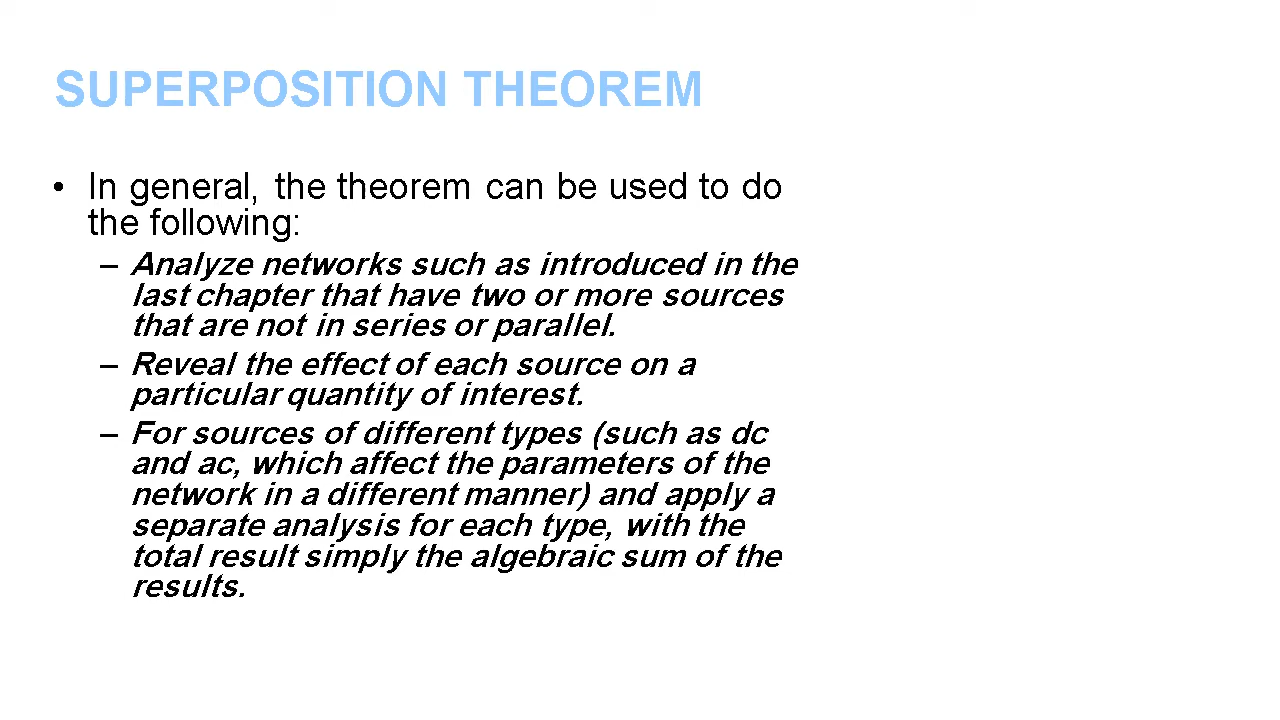 SUPERPOSITION THEOREM
• In general, the theorem can be used to do
the following:
– Analyze networks such as introduced in the
last chapter that have two or more sources
that are not in series or parallel.
– Reveal the effect of each source on a
particular quantity of interest.
– For sources of different types (such as dc
and ac, which affect the parameters of the
network in a different manner) and apply a
separate analysis for each type, with the
total result simply the algebraic sum of the
results.